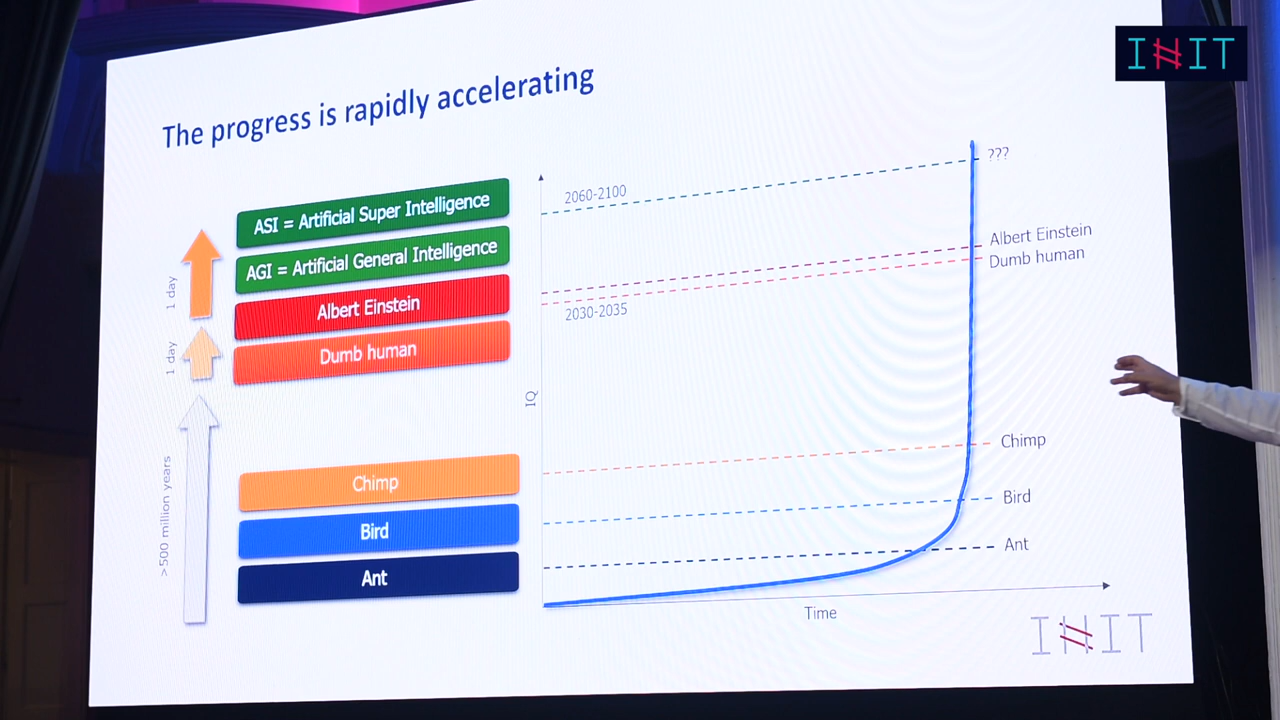 INIT
The progress is rapidly accelerating
ASI = Artificial Super Intelligence
AGI = Artificial General Intelligence
Albert Einstein
Dumb human
Chimp
Bird
Ant
1 day
1 day
>500 million years
2060-2100
???
Albert Einstein
Dumb human
2030-2035
IQ
Chimp
Bird
Ant
Time
INIT